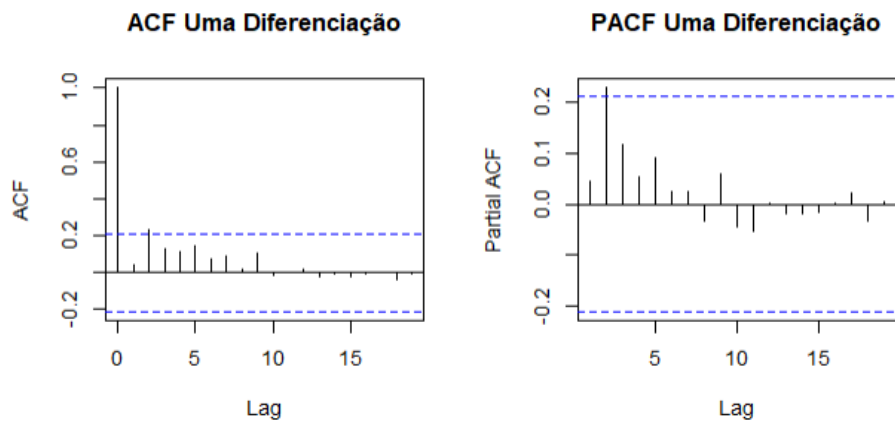 ACF Uma Diferenciação
ACF
1.0
0.6
0.2
-0.2
0 5 10 15
Lag
PACF Uma Diferenciação
Partial ACF
0.2
0.1
0.0
-0.2
5 10 15
Lag